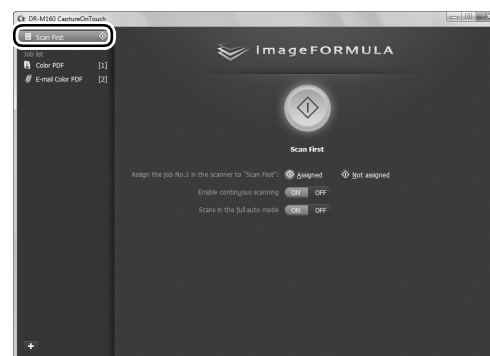 DR-M160 CaptureOnTouch
Scan First
Job list
Color PDF [1]
E-mail Color PDF [2]
imageFORMULA
Scan First
Assign the job No.1 in the scanner to "Scan First": Assigned Not assigned
Enable continuous scanning ON OFF
Scans in the full auto mode ON OFF